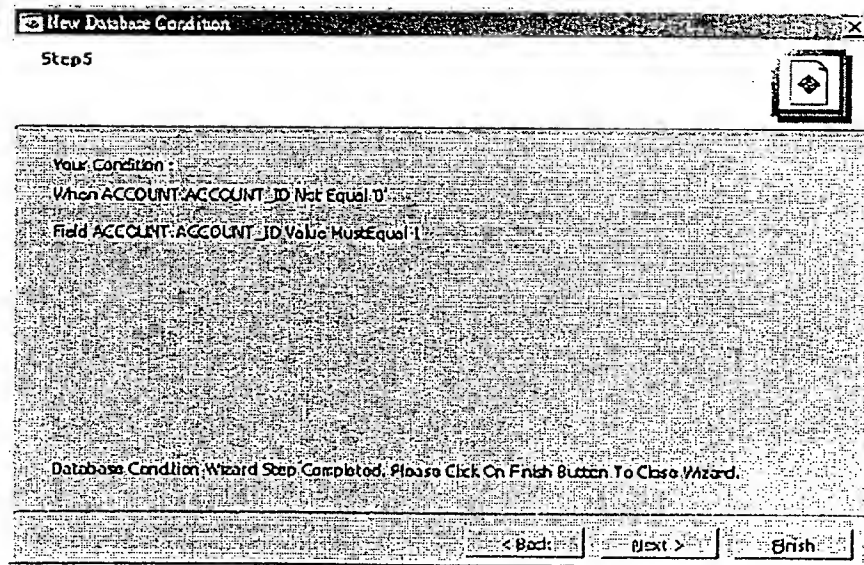 New Database Condition
Step5
Your Condition :
When ACCOUNT.ACCOUNT_ID Not Equal '0'
Field ACCOUNT.ACCOUNT_ID Value MustEqual 1
Database Condition Wizard Step Completed. Please Click On Finish Button To Close Wizard.
< Back
Next >
Finish